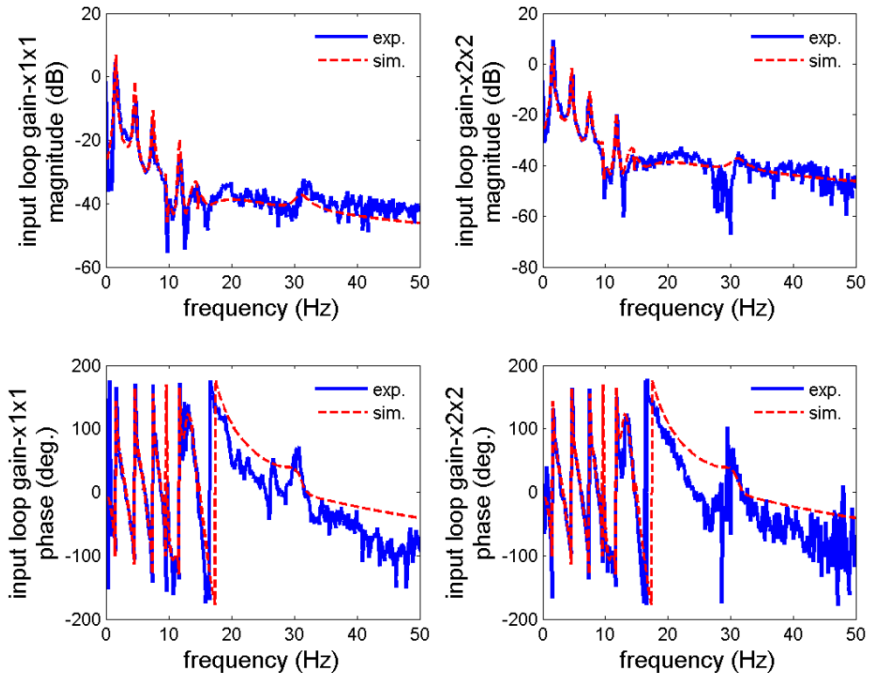 input loop gain-x1x1
magnitude (dB)
20
0
-20
-40
-60
0 10 20 30 40 50
frequency (Hz)
exp.
sim.
input loop gain-x2x2
magnitude (dB)
20
0
-20
-40
-60
-80
0 10 20 30 40 50
frequency (Hz)
exp.
sim.
input loop gain-x1x1
phase (deg.)
200
100
0
-100
-200
0 10 20 30 40 50
frequency (Hz)
exp.
sim.
input loop gain-x2x2
phase (deg.)
200
100
0
-100
-200
0 10 20 30 40 50
frequency (Hz)
exp.
sim.